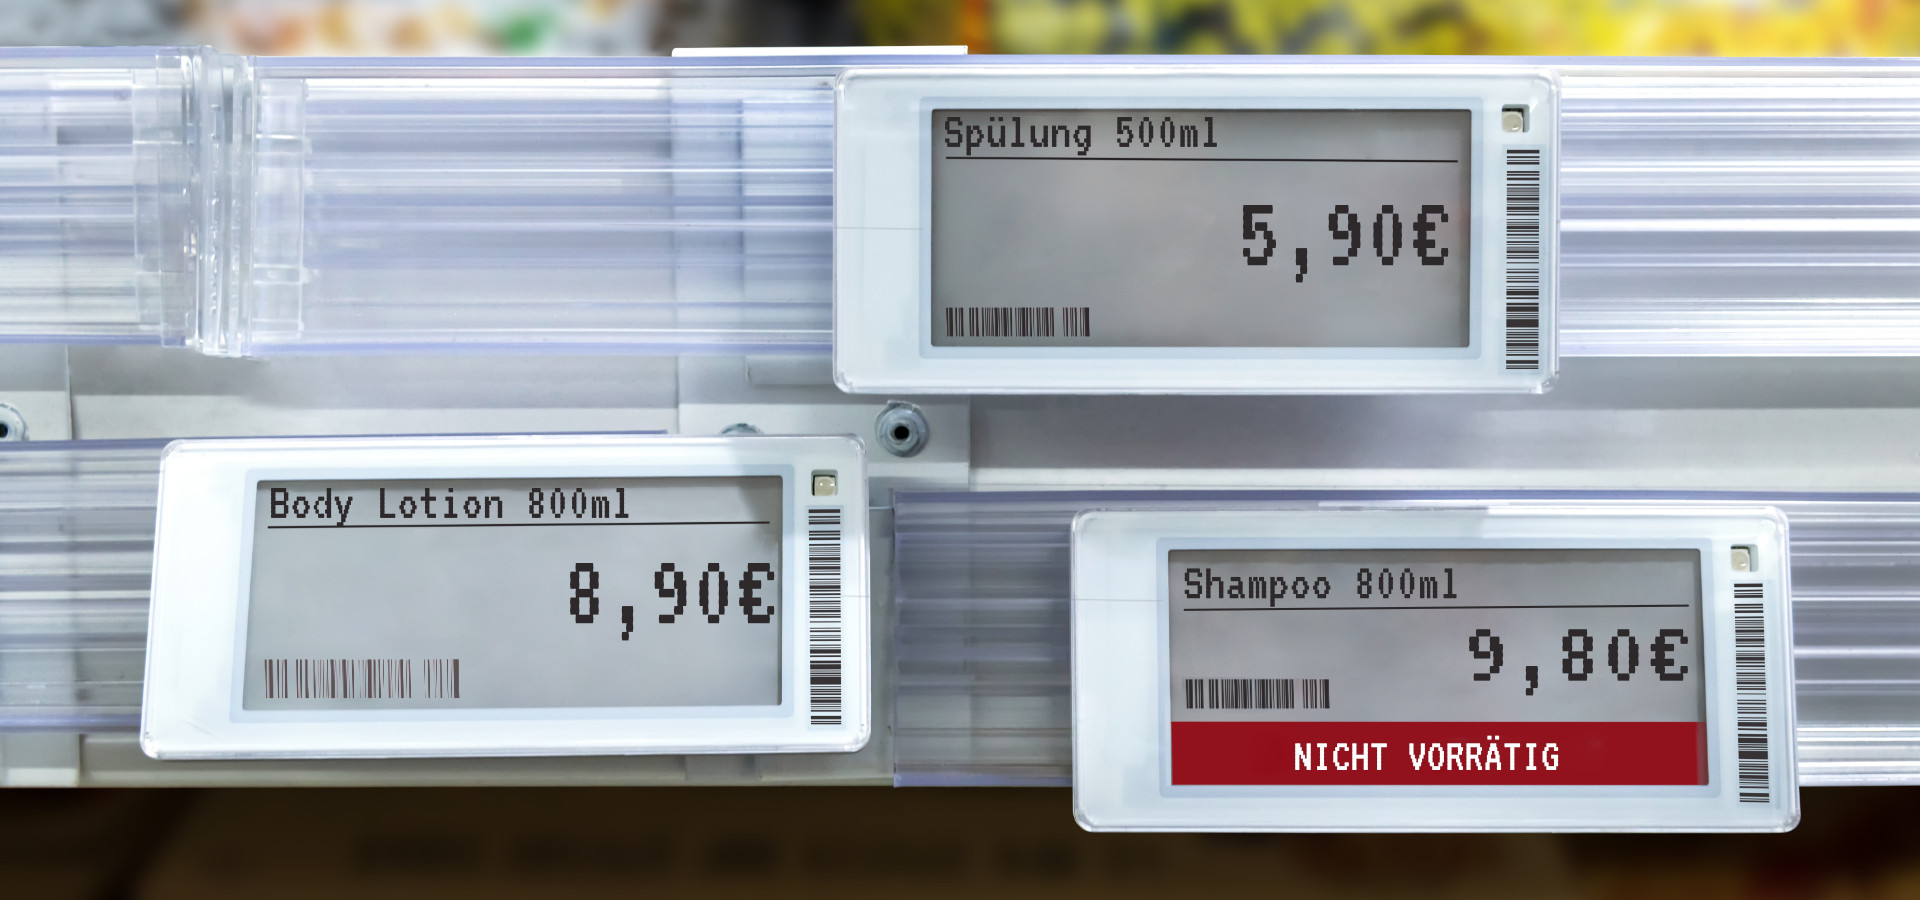 Spülung 500ml
5,90€
Body Lotion 800ml
8,90€
Shampoo 800ml
9,80€
NICHT VORRÄTIG